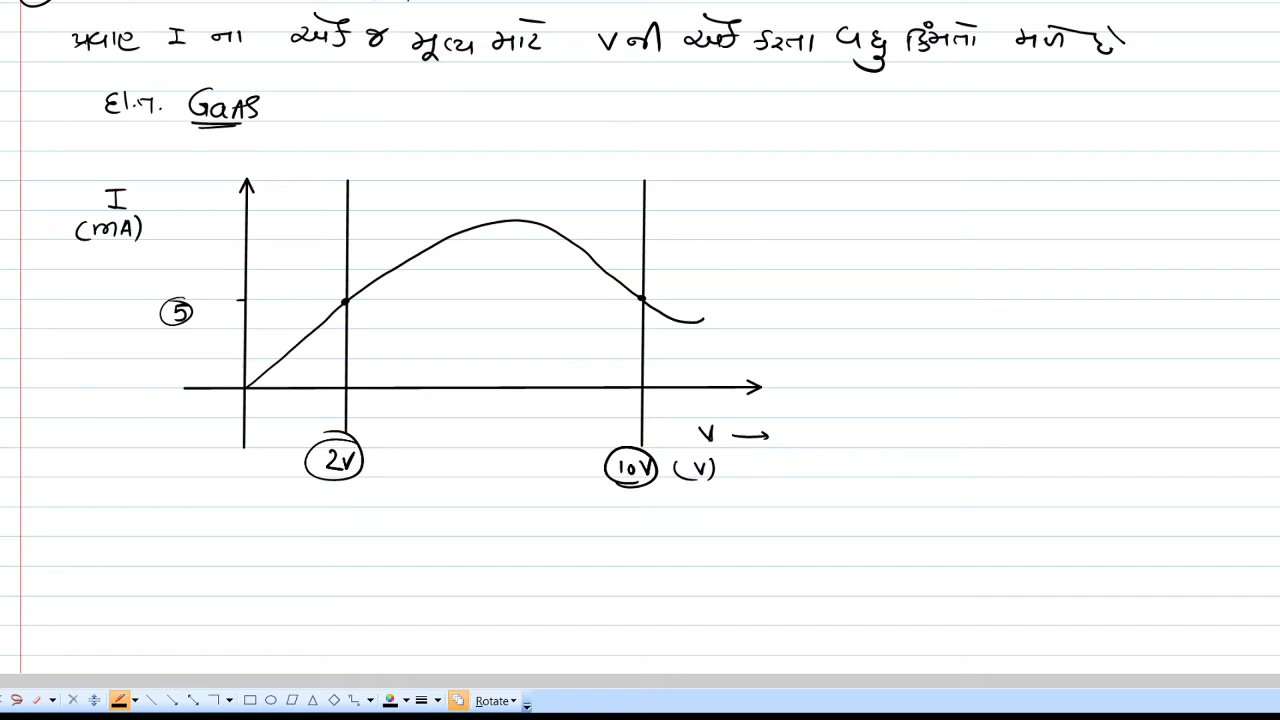 પ્રવાહ I ના એક જ મૂલ્ય માટે V ની એક કરતા વધુ કિંમતો મળે છે
દા.ત. GaAs
I
(mA)
5
V →
2V
10V (V)
Rotate